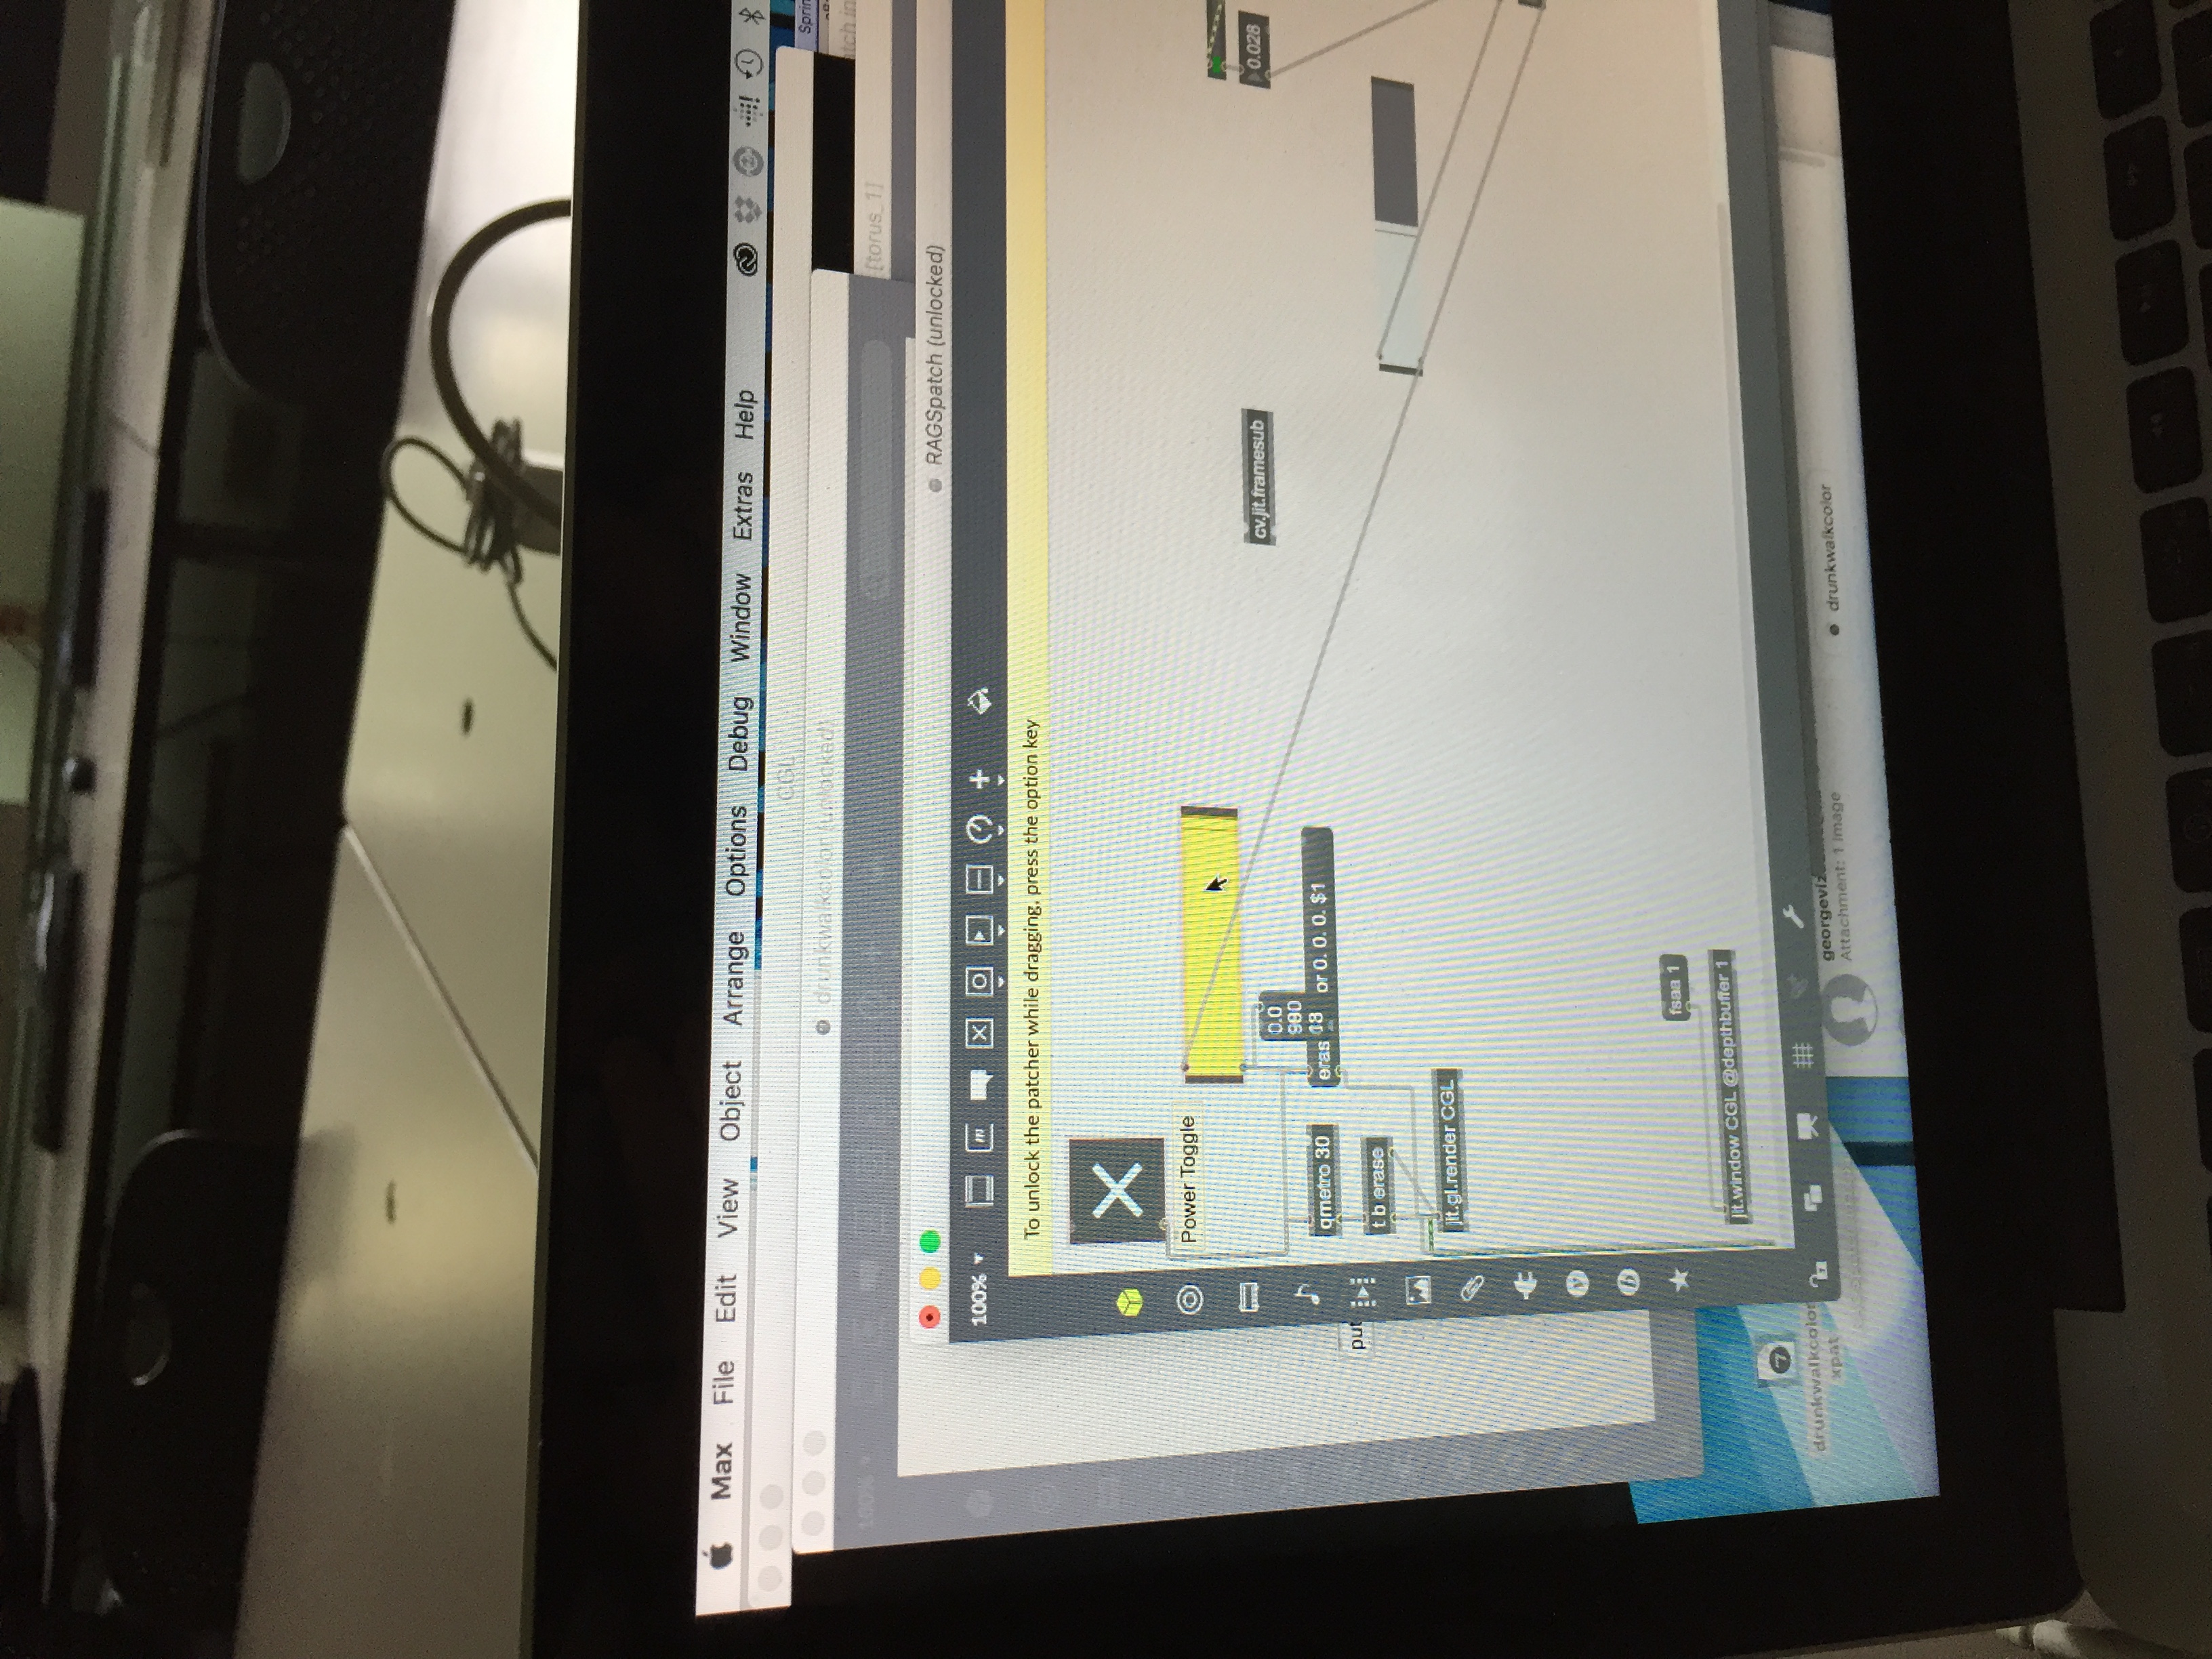 Max File Edit View Object Arrange Options Debug Window Extras Help
CGL
drunkwalkcolor (unlocked)
100%
[torus_1]
RAGSpatch (unlocked)
100%
m
To unlock the patcher while dragging, press the option key
Power Toggle
cv.jit.framesub
0.028
0.0
qmetro 30
eras
or 0. 0. 0. $1
put
t b erase
jit.gl.render CGL
fsaa 1
jit.window CGL @depthbuffer 1
drunkwalkcolor
xpat
Attachment: 1 image
drunkwalkcolor